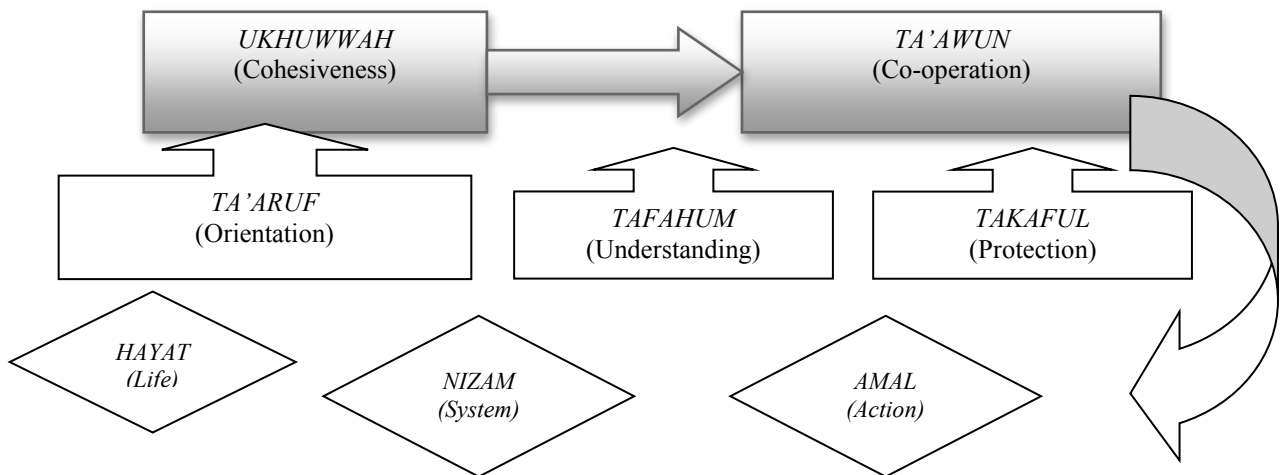 UKHUWWAH
(Cohesiveness)
TA’AWUN
(Co-operation)
TA’ARUF
(Orientation)
TAFAHUM
(Understanding)
TAKAFUL
(Protection)
HAYAT
(Life)
NIZAM
(System)
AMAL
(Action)